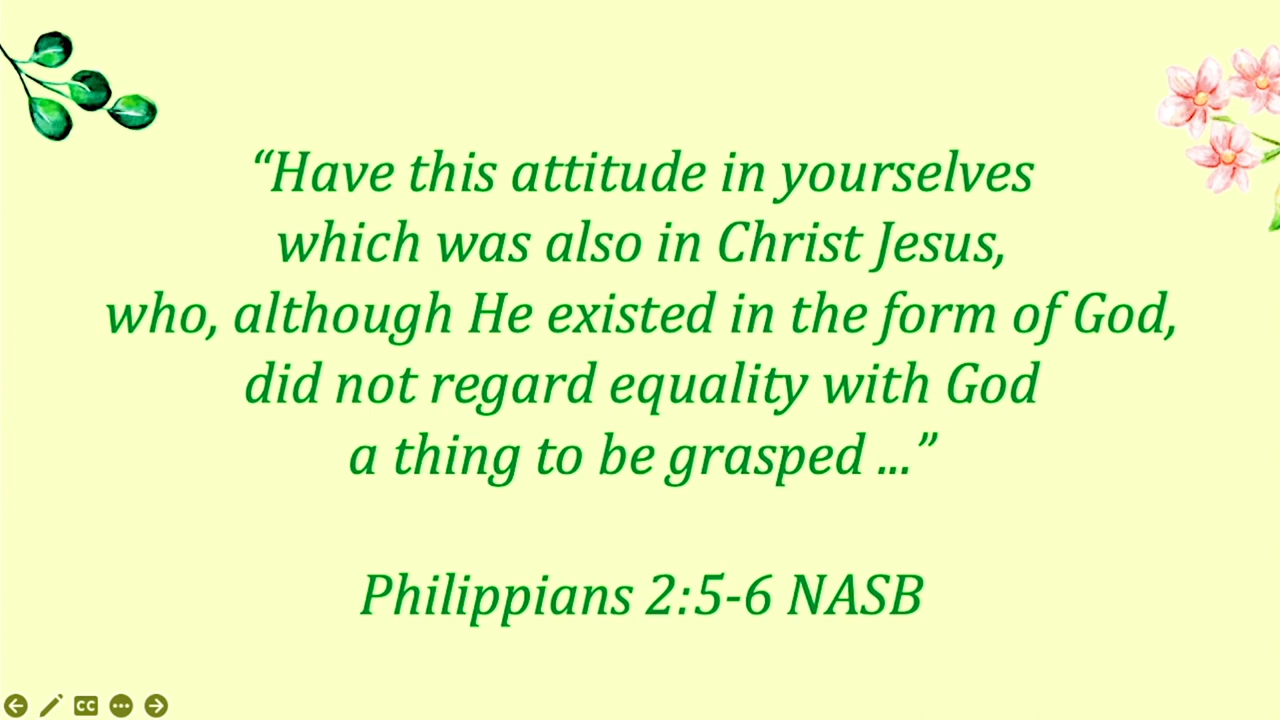 “Have this attitude in yourselves
which was also in Christ Jesus,
who, although He existed in the form of God,
did not regard equality with God
a thing to be grasped ...”
Philippians 2:5-6 NASB
CC